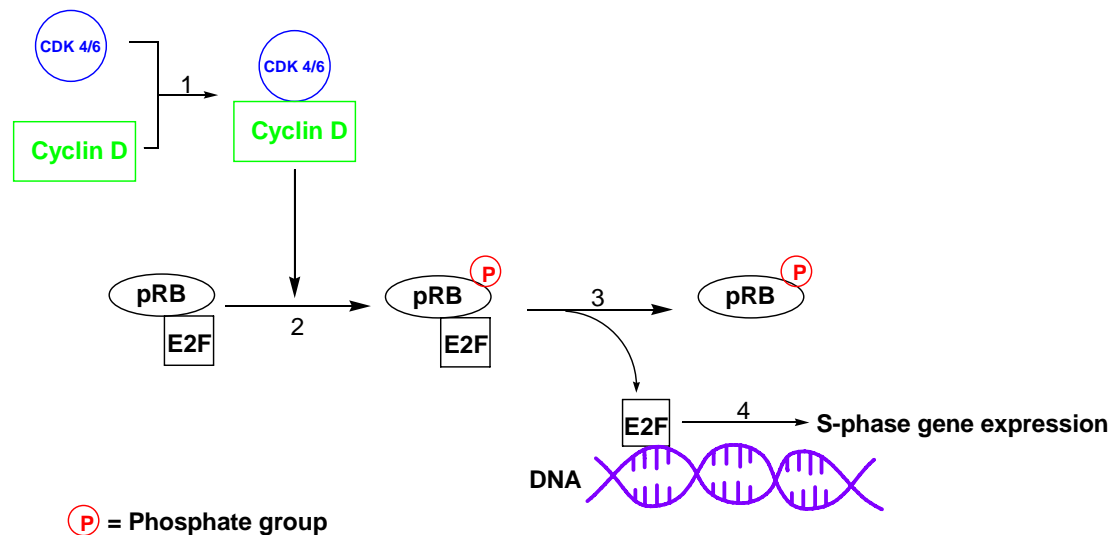 CDK 4/6
1
CDK 4/6
Cyclin D
Cyclin D
pRB
P
pRB
P
pRB
2
3
E2F
E2F
E2F
4
S-phase gene expression
DNA
P = Phosphate group